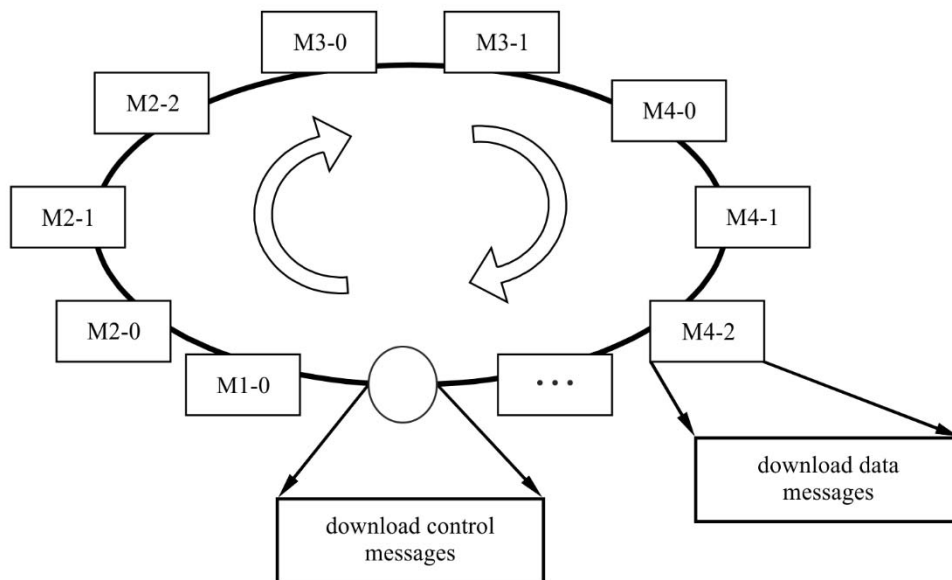 M3-0
M3-1
M2-2
M4-0
M2-1
M4-1
M2-0
M4-2
M1-0
...
download data
messages
download control
messages